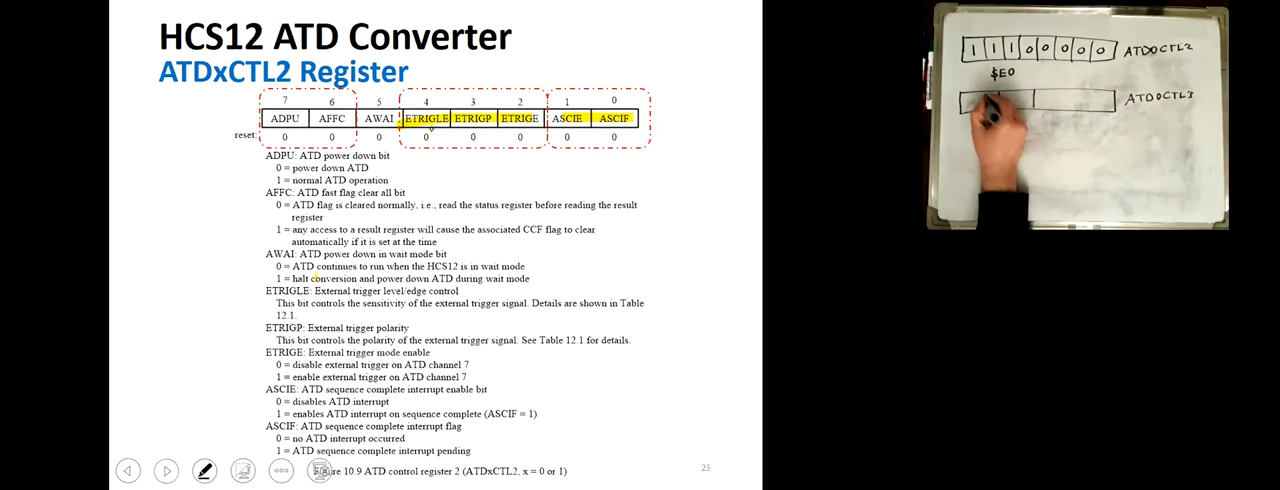 HCS12 ATD Converter
ATDxCTL2 Register
7 6 5 4 3 2 1 0
ADPU AFFC AWAI ETRIGLE ETRIGP ETRIGE ASCIE ASCIF
reset: 0 0 0 0 0 0 0 0
ADPU: ATD power down bit
0 = power down ATD
1 = normal ATD operation
AFFC: ATD fast flag clear all bit
0 = ATD flag is cleared normally, i.e., read the status register before reading the result
register
1 = any access to a result register will cause the associated CCF flag to clear
automatically if it is set at the time
AWAI: ATD power down in wait mode bit
0 = ATD continues to run when the HCS12 is in wait mode
1 = halt conversion and power down ATD during wait mode
ETRIGLE: External trigger level/edge control
This bit controls the sensitivity of the external trigger signal. Details are shown in Table
12.1.
ETRIGP: External trigger polarity
This bit controls the polarity of the external trigger signal. See Table 12.1 for details.
ETRIGE: External trigger mode enable
0 = disable external trigger on ATD channel 7
1 = enable external trigger on ATD channel 7
ASCIE: ATD sequence complete interrupt enable bit
0 = disables ATD interrupt
1 = enables ATD interrupt on sequence complete (ASCIF = 1)
ASCIF: ATD sequence complete interrupt flag
0 = no ATD interrupt occurred
1 = ATD sequence complete interrupt pending
10.9 ATD control register 2 (ATDxCTL2, x = 0 or 1)
25
1 1 1 0 0 0 0 0 ATD0CTL2
$E0
ATD0CTL3